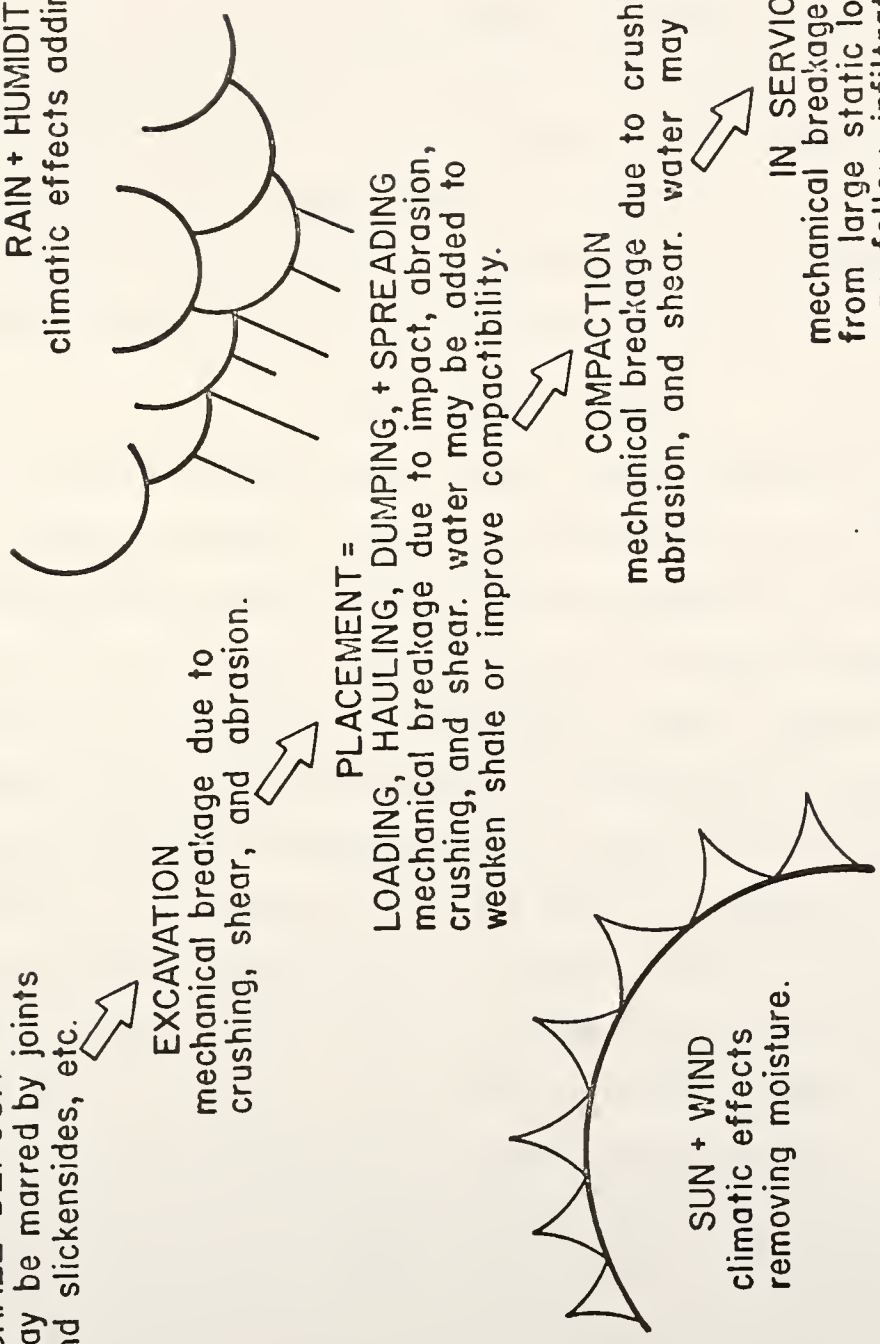 ay be marred by joints
nd slickensides, etc.
EXCAVATION
mechanical breakage due to
crushing, shear, and abrasion.
PLACEMENT =
LOADING, HAULING, DUMPING, + SPREADING
mechanical breakage due to impact, abrasion,
crushing, and shear. water may be added to
weaken shale or improve compactibility.
COMPACTION
mechanical breakage due to crush
abrasion, and shear. water may
IN SERVIC
mechanical breakage
from large static lo
RAIN + HUMIDIT
climatic effects addin
SUN + WIND
climatic effects
removing moisture.